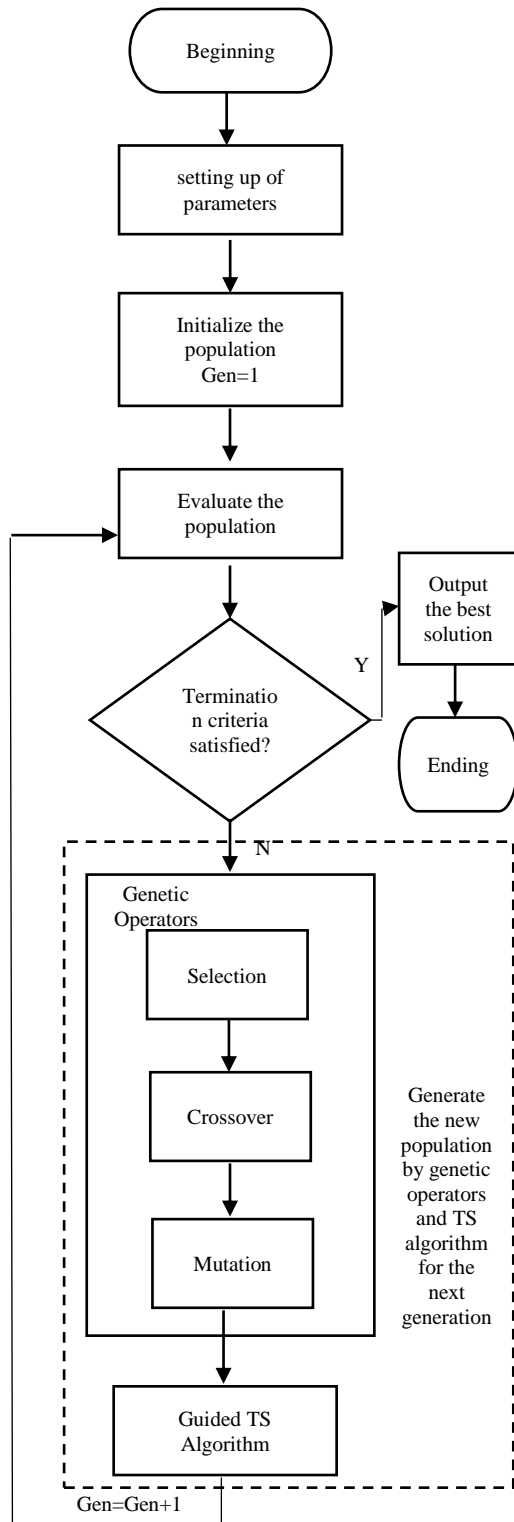 Beginning
setting up of
parameters
Initialize the
population
Gen=1
Evaluate the
population
Output
the best
solution
Y
Terminatio
n criteria
satisfied?
Ending
N
Genetic
Operators
Selection
Crossover
Mutation
Generate
the new
population
by genetic
operators
and TS
algorithm
for the
next
generation
Guided TS
Algorithm
Gen=Gen+1